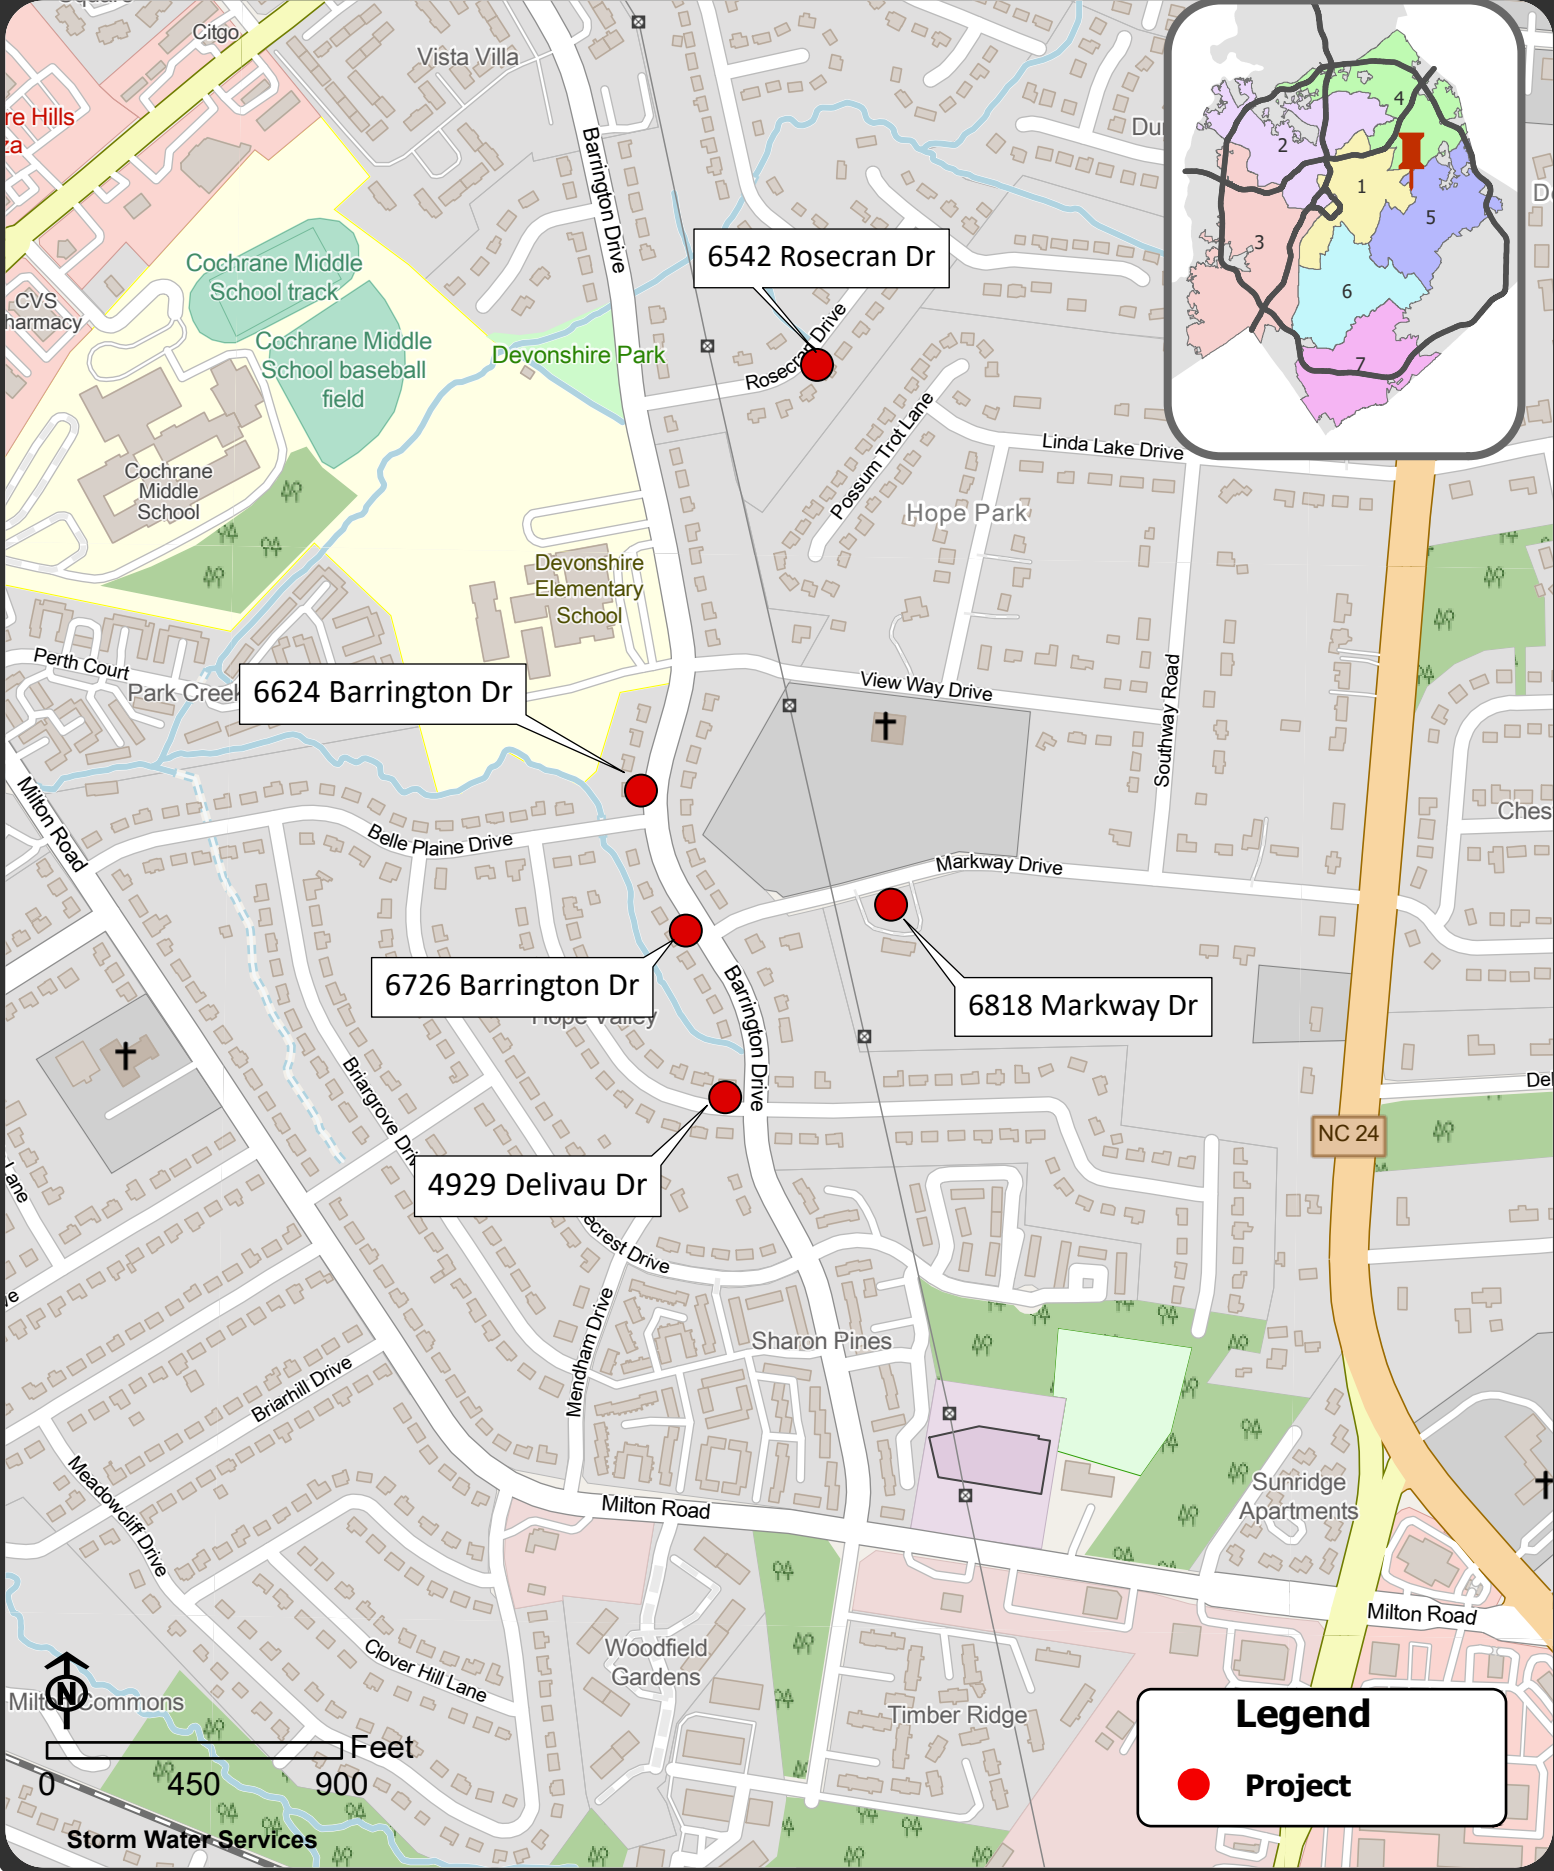 Citgo
Vista Villa
re Hills
za
Barrington Drive
Cochrane Middle
School track
CVS
harmacy
Cochrane Middle
School baseball
field
Devonshire Park
6542 Rosecran Dr
Rosecran Drive
Possum Trot Lane
Linda Lake Drive
Hope Park
Cochrane
Middle
School
Devonshire
Elementary
School
1
2
3
4
5
6
7
Perth Court
Park Creek
6624 Barrington Dr
View Way Drive
Southway Road
Milton Road
Belle Plaine Drive
Markway Drive
Ches
6726 Barrington Dr
Hope Valley
6818 Markway Dr
Barrington Drive
Briargrove Driv
4929 Delivau Dr
NC 24
Del
Lane
ecrest Drive
Mendham Drive
Sharon Pines
Briarhill Drive
Meadowcliff Drive
Milton Road
Sunridge
Apartments
Milton Road
Clover Hill Lane
Woodfield
Gardens
Timber Ridge
Milton Commons
N
Feet
0 450 900
Storm Water Services
Legend
Project